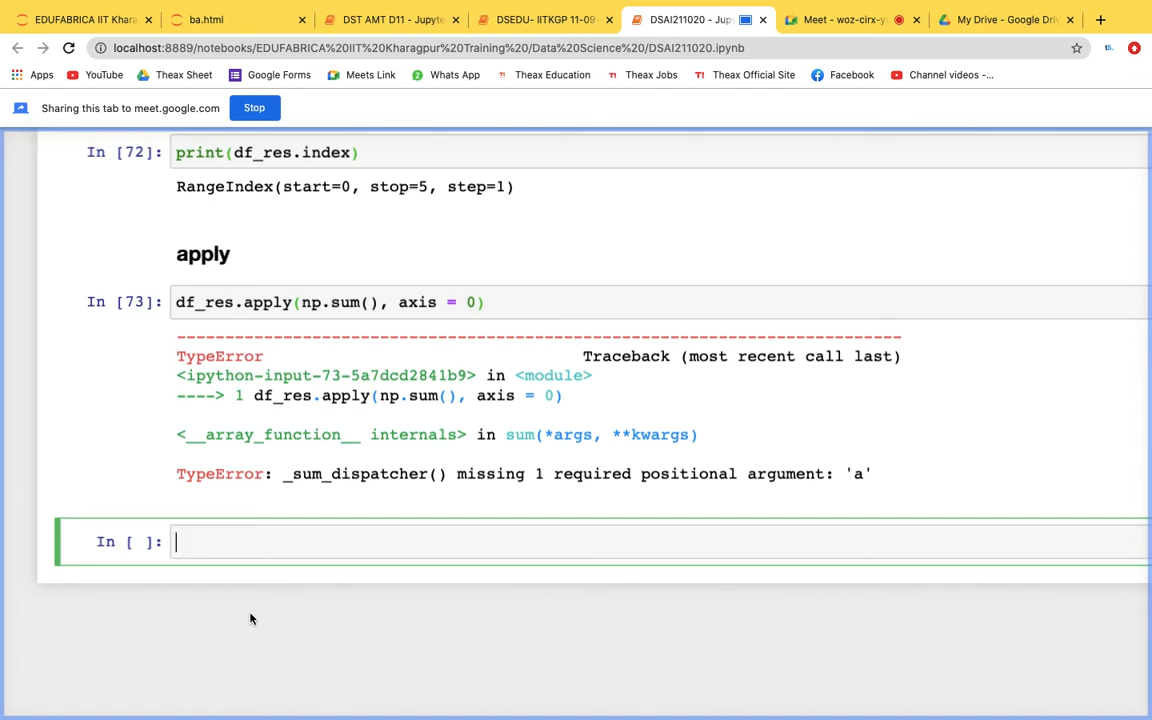 EDUFABRICA IIT Khara
ba.html
DST AMT D11 - Jupyte
DSEDU- IITKGP 11-09-
DSAI211020 - Jup
Meet - woz-cirx-y
My Drive - Google Dri
localhost:8889/notebooks/EDUFABRICA%20IIT%20Kharagpur%20Training%20/Data%20Science%20/DSAI211020.ipynb
Apps YouTube Theax Sheet Google Forms Meets Link Whats App Theax Education Theax Jobs Theax Official Site Facebook Channel videos -...
Sharing this tab to meet.google.com Stop
In [72]: print(df_res.index)
RangeIndex(start=0, stop=5, step=1)
apply
In [73]: df_res.apply(np.sum(), axis = 0)
---------------------------------------------------------------------------
TypeError Traceback (most recent call last)
<ipython-input-73-5a7dcd2841b9> in <module>
----> 1 df_res.apply(np.sum(), axis = 0)
<__array_function__ internals> in sum(*args, **kwargs)
TypeError: _sum_dispatcher() missing 1 required positional argument: 'a'
In [ ]: